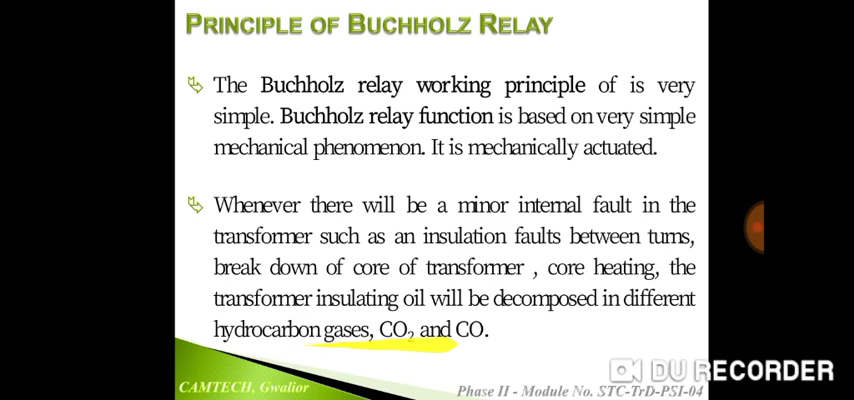 PRINCIPLE OF BUCHHOLZ RELAY
The Buchholz relay working principle of is very
simple. Buchholz relay function is based on very simple
mechanical phenomenon. It is mechanically actuated.
Whenever there will be a minor internal fault in the
transformer such as an insulation faults between turns,
break down of core of transformer , core heating, the
transformer insulating oil will be decomposed in different
hydrocarbon gases, CO₂ and CO.
DU RECORDER
CAMTECH, Gwalior
Phase II - Module No. STC-TrD-PSI-04